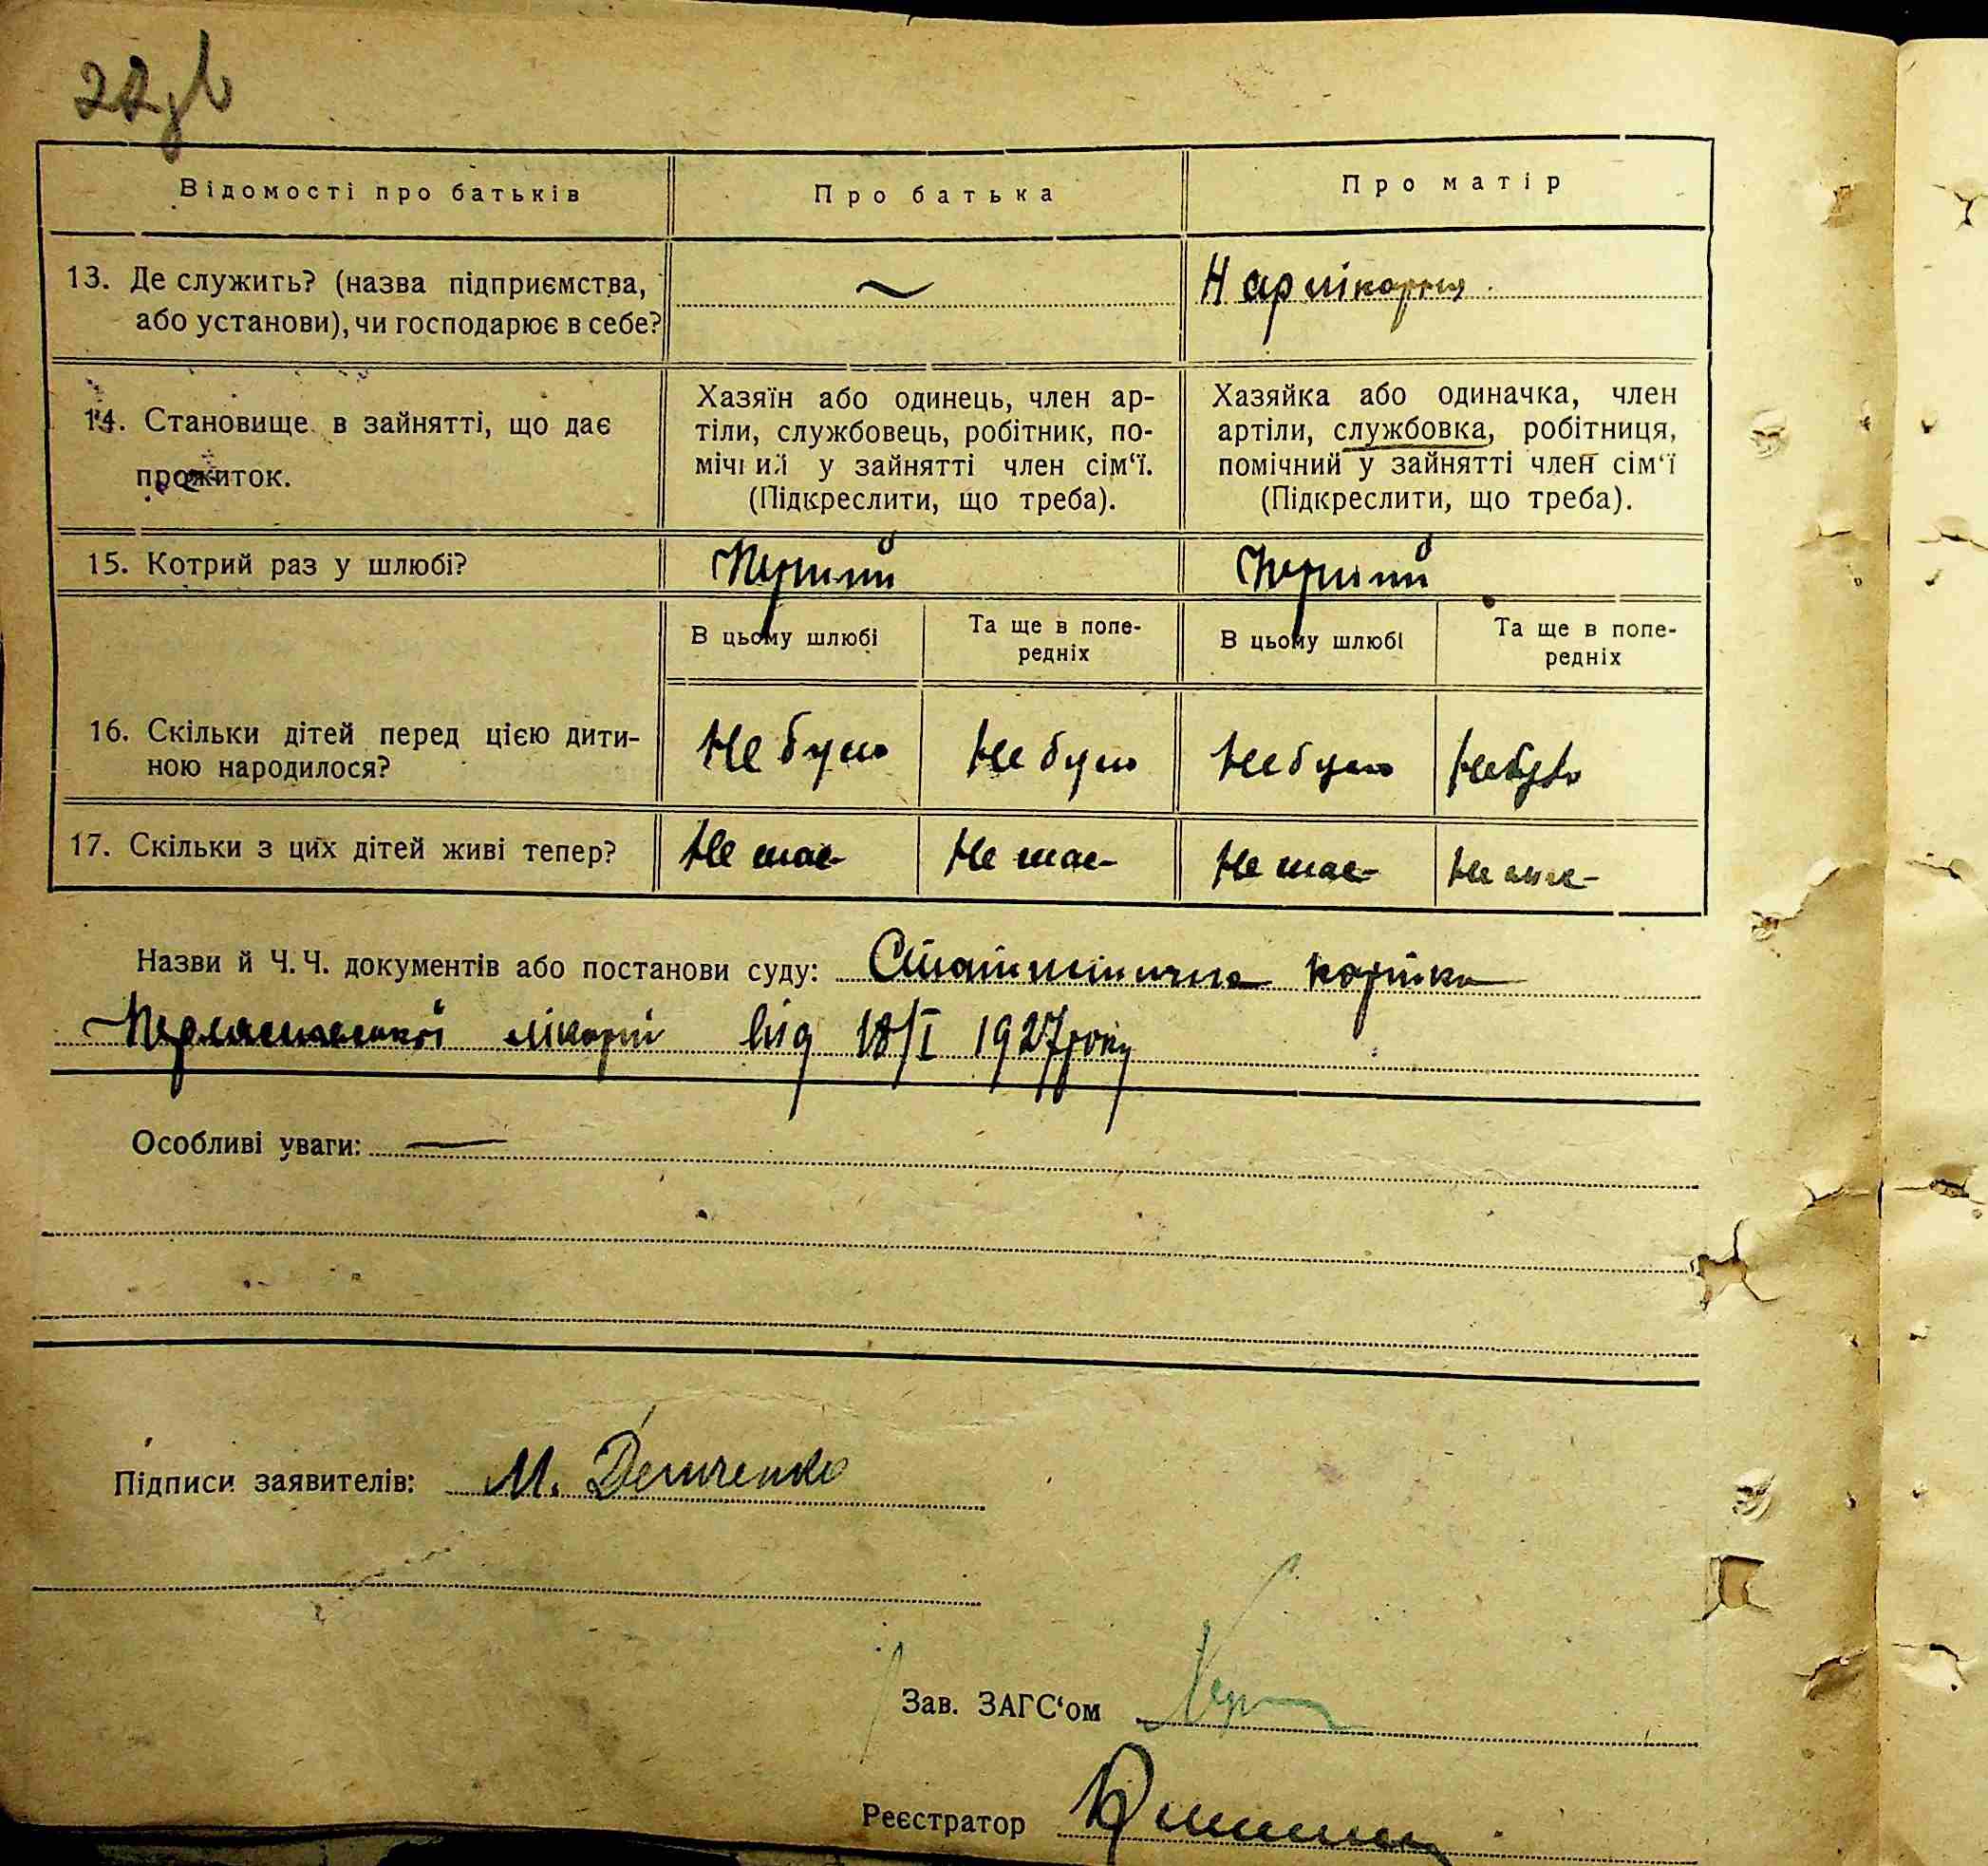 22зв
Відомості про батьків
Про батька
Про матір
13. Де служить? (назва підприємства,
або установи), чи господарює в себе?
Нарлікарня
14. Становище в зайнятті, що дає
прожиток.
Хазяїн або одинець, член ар-
тіли, службовець, робітник, по-
мічний у зайнятті член сім'ї.
(Підкреслити, що треба).
Хазяйка або одиначка, член
артіли, службовка, робітниця,
помічний у зайнятті член сім'ї
(Підкреслити, що треба).
15. Котрий раз у шлюбі?
Перший
Перший
В цьому шлюбі
Та ще в попе-
редніх
В цьому шлюбі
Та ще в попе-
редніх
16. Скільки дітей перед цією дити-
ною народилося?
Не було
Не було
Не було
Не було
17. Скільки з цих дітей живі тепер?
Не має
Не має
Не має
Не має
Назви й Ч. Ч. документів або постанови суду: Статистична картка
лікарні від 18/I 1927 року
Особливі уваги: —
Підписи заявителів: М. Демченко
Зав. ЗАГС'ом
Реєстратор